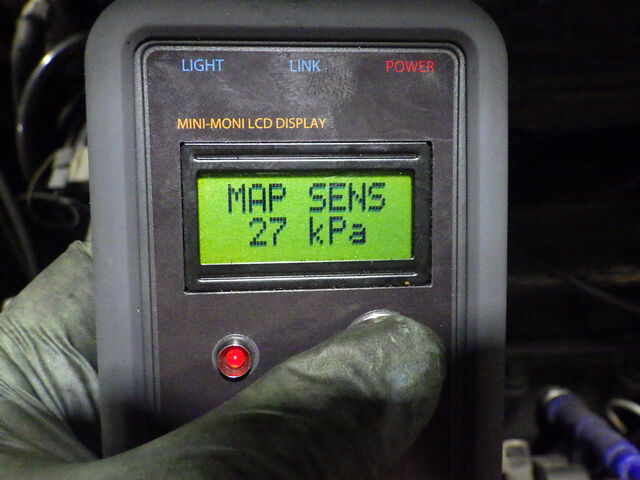 LIGHT LINK POWER
MINI-MONI LCD DISPLAY
MAP SENS
27 kPa